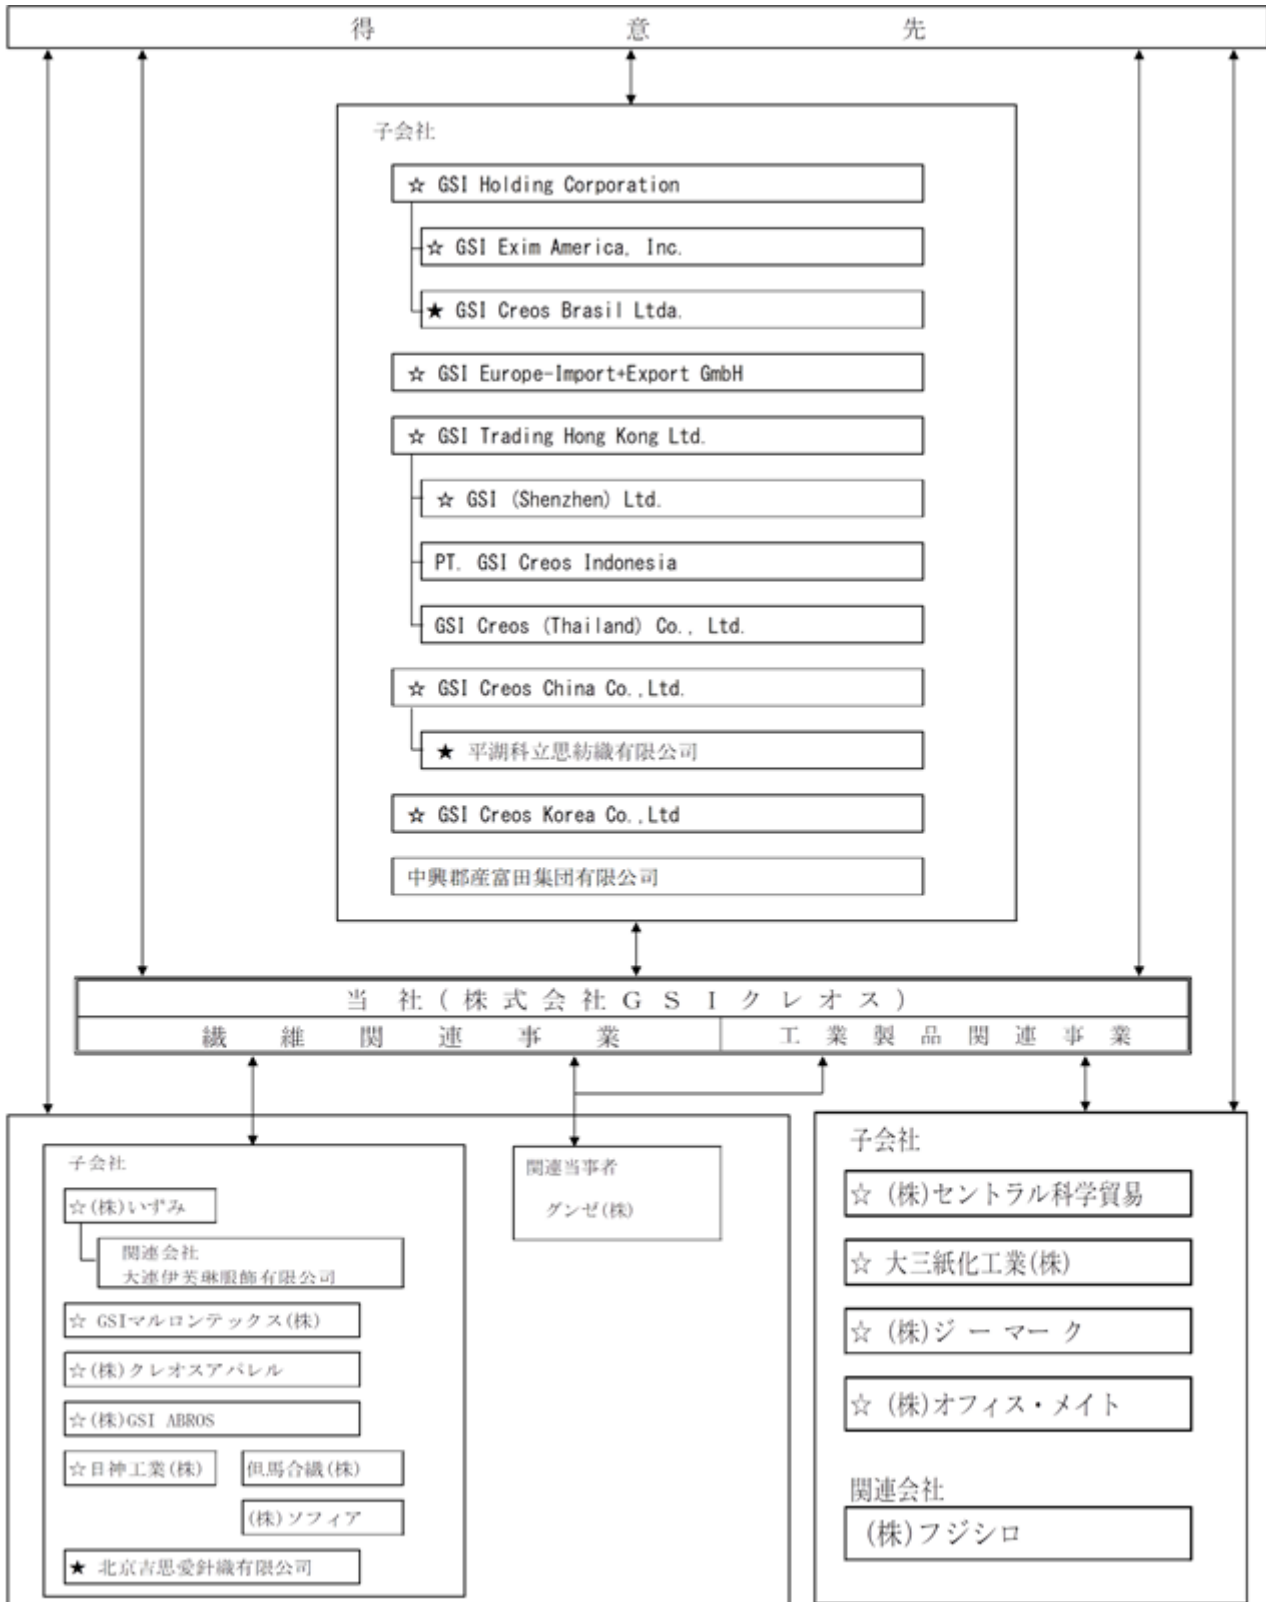 得意先
子会社
☆ GSI Holding Corporation
☆ GSI Exim America, Inc.
★ GSI Creos Brasil Ltda.
☆ GSI Europe-Import+Export GmbH
☆ GSI Trading Hong Kong Ltd.
☆ GSI (Shenzhen) Ltd.
PT. GSI Creos Indonesia
GSI Creos (Thailand) Co., Ltd.
☆ GSI Creos China Co.,Ltd.
★ 平湖科立思紡織有限公司
☆ GSI Creos Korea Co.,Ltd
中興郡産富田集団有限公司
当社(株式会社GSIクレオス)
繊維関連事業
工業製品関連事業
子会社
☆(株)いずみ
関連会社
大連伊芙琳服飾有限公司
☆ GSIマルロンテックス(株)
☆(株)クレオスアパレル
☆(株)GSI ABROS
☆日神工業(株)
但馬合繊(株)
(株)ソフィア
★ 北京吉思愛針織有限公司
関連当事者
グンゼ(株)
子会社
☆ (株)セントラル科学貿易
☆ 大三紙化工業(株)
☆ (株)ジーマーク
☆ (株)オフィス・メイト
関連会社
(株)フジシロ